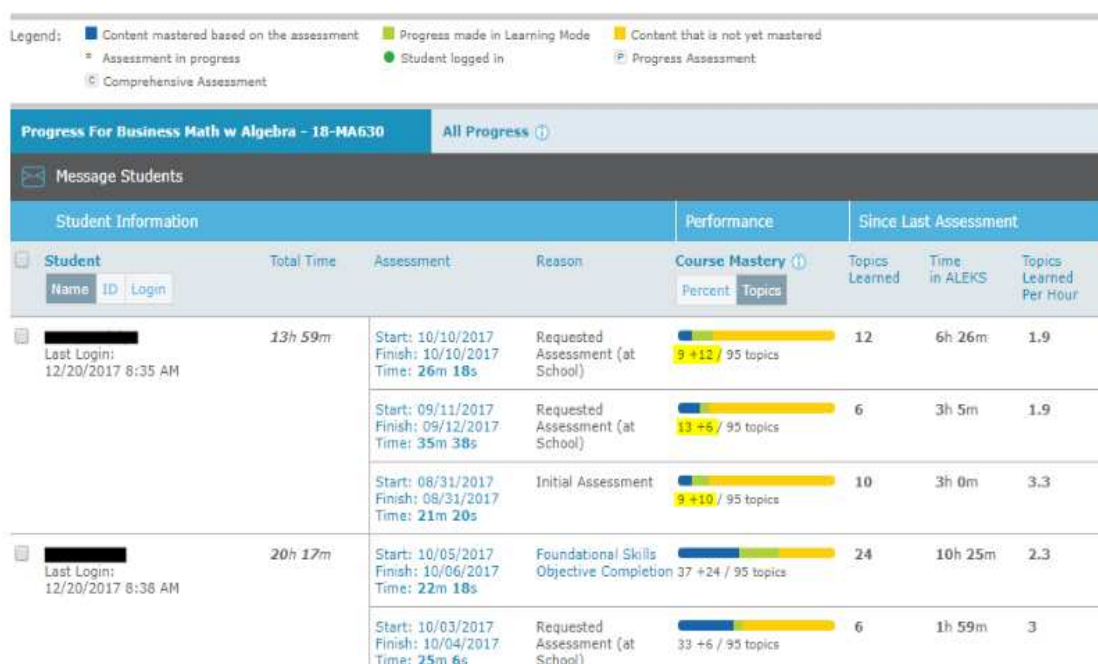 Legend: Content mastered based on the assessment Progress made in Learning Mode Content that is not yet mastered
* Assessment in progress Student logged in P Progress Assessment
C Comprehensive Assessment
Progress For Business Math w Algebra - 18-MA630 All Progress
Message Students
Student Information Performance Since Last Assessment
Student Total Time Assessment Reason Course Mastery Topics Learned Time in ALEKS Topics Learned Per Hour
Name ID Login Percent Topics
Last Login:
12/20/2017 8:35 AM
13h 59m
Start: 10/10/2017
Finish: 10/10/2017
Time: 26m 18s
Requested
Assessment (at
School)
9 +12 / 95 topics
12 6h 26m 1.9
Start: 09/11/2017
Finish: 09/12/2017
Time: 35m 38s
Requested
Assessment (at
School)
13 +6 / 95 topics
6 3h 5m 1.9
Start: 08/31/2017
Finish: 08/31/2017
Time: 21m 20s
Initial Assessment
9 +10 / 95 topics
10 3h 0m 3.3
Last Login:
12/20/2017 8:38 AM
20h 17m
Start: 10/05/2017
Finish: 10/06/2017
Time: 22m 18s
Foundational Skills
Objective Completion
37 +24 / 95 topics
24 10h 25m 2.3
Start: 10/03/2017
Finish: 10/04/2017
Time: 25m 6s
Requested
Assessment (at
School)
33 +6 / 95 topics
6 1h 59m 3